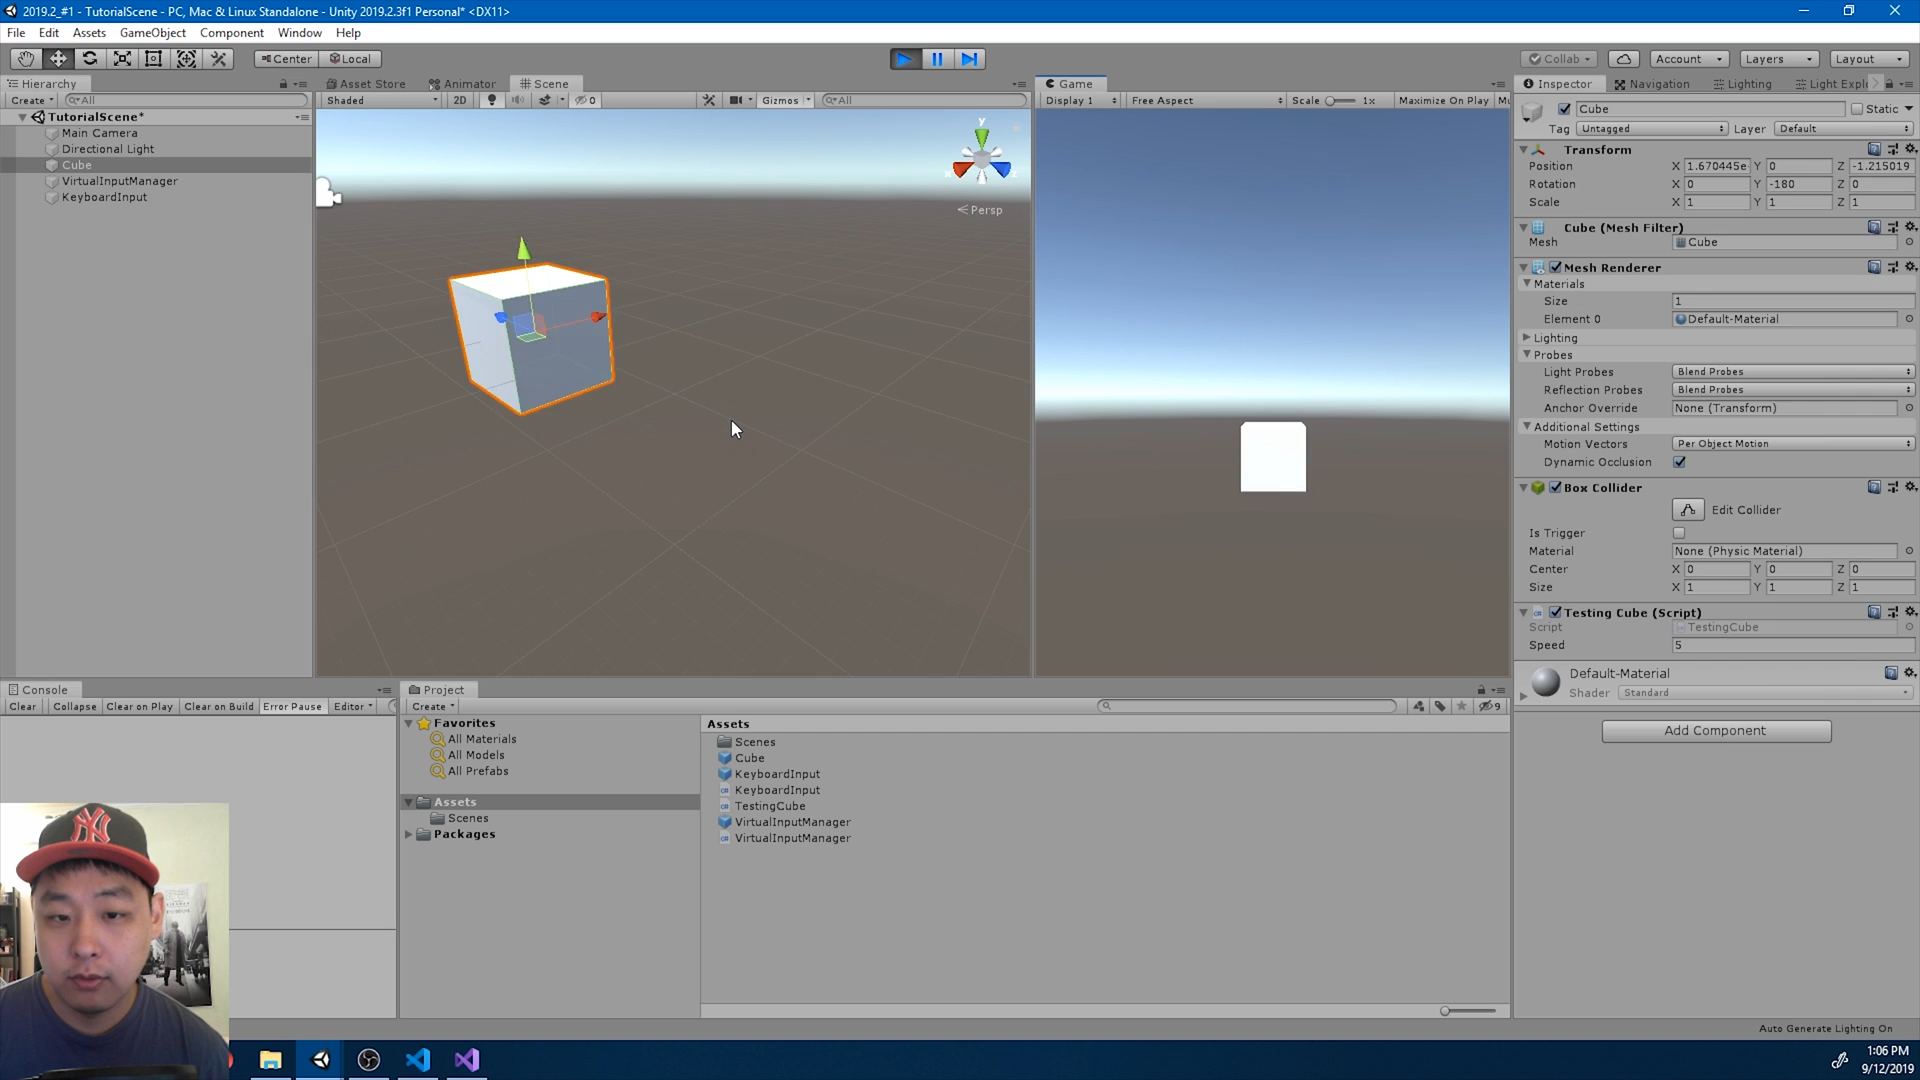 2019.2_#1 - TutorialScene - PC, Mac & Linux Standalone - Unity 2019.2.3f1 Personal* <DX11>
File Edit Assets GameObject Component Window Help
Center Local Collab Account Layers Layout
Hierarchy
Create All
TutorialScene*
Main Camera
Directional Light
Cube
VirtualInputManager
KeyboardInput
Asset Store Animator Scene
Shaded 2D 0 Gizmos All
y
x z
Persp
Game
Display 1 Free Aspect Scale 1x Maximize On Play Mu
Inspector Navigation Lighting Light Explo
Cube Static
Tag Untagged Layer Default
Transform
Position X 1.670445e Y 0 Z -1.215019
Rotation X 0 Y -180 Z 0
Scale X 1 Y 1 Z 1
Cube (Mesh Filter)
Mesh Cube
Mesh Renderer
Materials
Size 1
Element 0 Default-Material
Lighting
Probes
Light Probes Blend Probes
Reflection Probes Blend Probes
Anchor Override None (Transform)
Additional Settings
Motion Vectors Per Object Motion
Dynamic Occlusion
Box Collider
Edit Collider
Is Trigger
Material None (Physic Material)
Center X 0 Y 0 Z 0
Size X 1 Y 1 Z 1
Testing Cube (Script)
Script TestingCube
Speed 5
Default-Material
Shader Standard
Add Component
Console
Clear Collapse Clear on Play Clear on Build Error Pause Editor
Project
Create 9
Favorites
All Materials
All Models
All Prefabs
Assets
Scenes
Packages
Assets
Scenes
Cube
KeyboardInput
KeyboardInput
TestingCube
VirtualInputManager
VirtualInputManager
NY
Auto Generate Lighting On
1:06 PM
9/12/2019